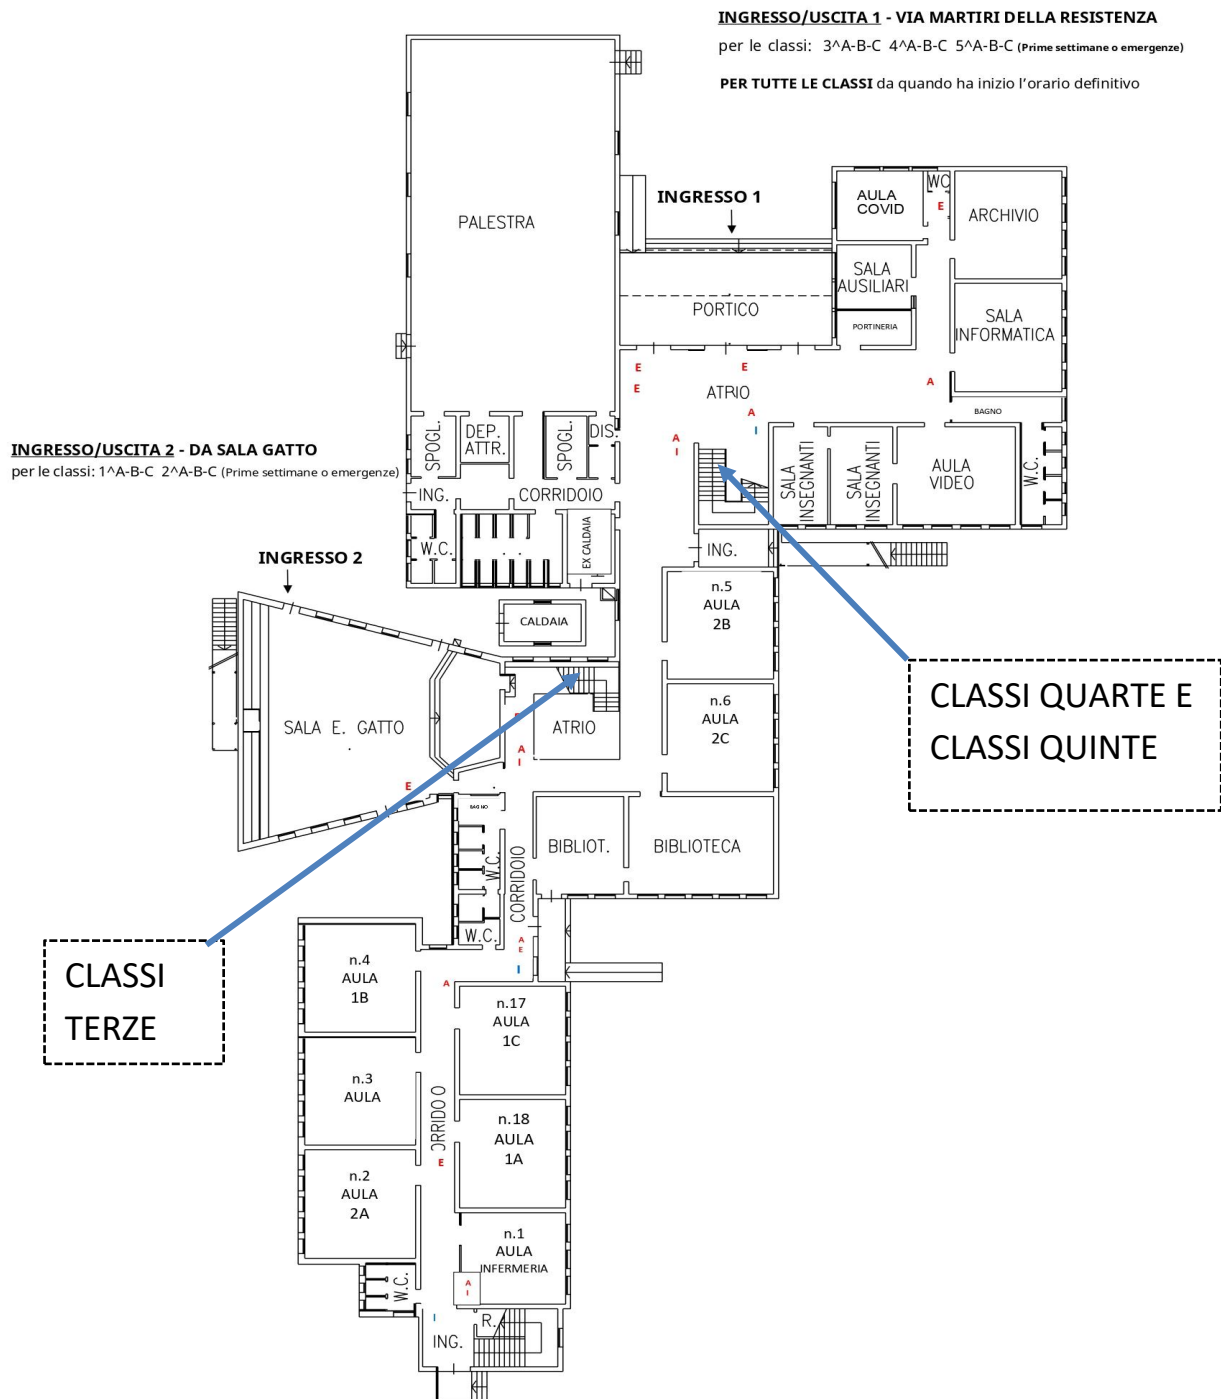 INGRESSO/USCITA 1 - VIA MARTIRI DELLA RESISTENZA
per le classi: 3^A-B-C 4^A-B-C 5^A-B-C (Prime settimane o emergenze)
PER TUTTE LE CLASSI da quando ha inizio l'orario definitivo
INGRESSO 1
AULA
COVID
WC
E
ARCHIVIO
PALESTRA
SALA
AUSILIARI
PORTICO
PORTINERIA
SALA
INFORMATICA
E
E
E
ATRIO
A
BAGNO
A
I
A
I
SPOGL.
DEP.
ATTR.
SPOGL.
DIS.
INGRESSO/USCITA 2 - DA SALA GATTO
per le classi: 1^A-B-C 2^A-B-C (Prime settimane o emergenze)
SALA
INSEGNANTI
SALA
INSEGNANTI
AULA
VIDEO
W.C.
ING.
CORRIDOIO
EX CALDAIA
W.C.
ING.
INGRESSO 2
n.5
AULA
2B
CALDAIA
CLASSI QUARTE E
CLASSI QUINTE
n.6
AULA
2C
SALA E. GATTO
ATRIO
A
I
E
BIBLIOT.
BIBLIOTECA
W.C.
CORRIDOIO
W.C.
A
E
I
CLASSI
TERZE
n.4
AULA
1B
A
n.17
AULA
1C
n.3
AULA
ORRIDO O
n.18
AULA
1A
E
n.2
AULA
2A
n.1
AULA
INFERMERIA
W.C.
A
I
I
R.
ING.